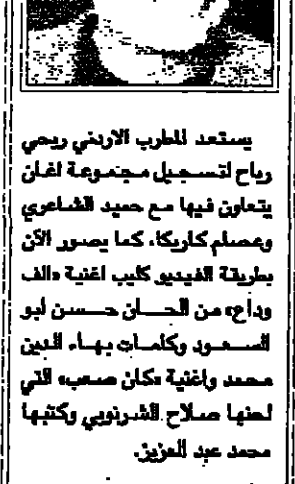 يستعد المطرب الاردني ريحي
رباح لتسجيل مجموعة اغان
يتعاون فيها مع حميد الشاعري
وعصام كاريكا، كما يصور الآن
بطريقة الفيديو كليب اغنية «الف
وداع» من الحان حسن ابو
السعود وكلمات بهاء الدين
محمد واغنية «كان صعب» التي
لحنها صلاح الشرنوبي وكتبها
محمد عبد العزيز.